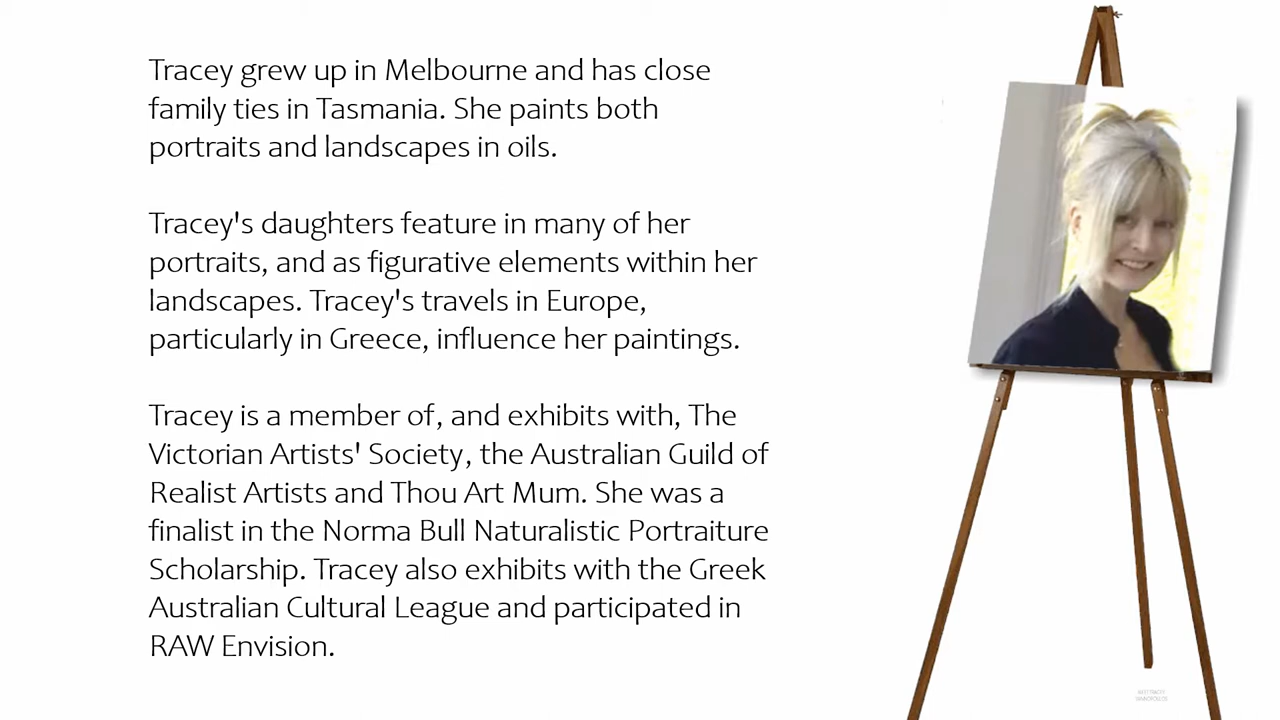 Tracey grew up in Melbourne and has close
family ties in Tasmania. She paints both
portraits and landscapes in oils.
Tracey's daughters feature in many of her
portraits, and as figurative elements within her
landscapes. Tracey's travels in Europe,
particularly in Greece, influence her paintings.
Tracey is a member of, and exhibits with, The
Victorian Artists' Society, the Australian Guild of
Realist Artists and Thou Art Mum. She was a
finalist in the Norma Bull Naturalistic Portraiture
Scholarship. Tracey also exhibits with the Greek
Australian Cultural League and participated in
RAW Envision.